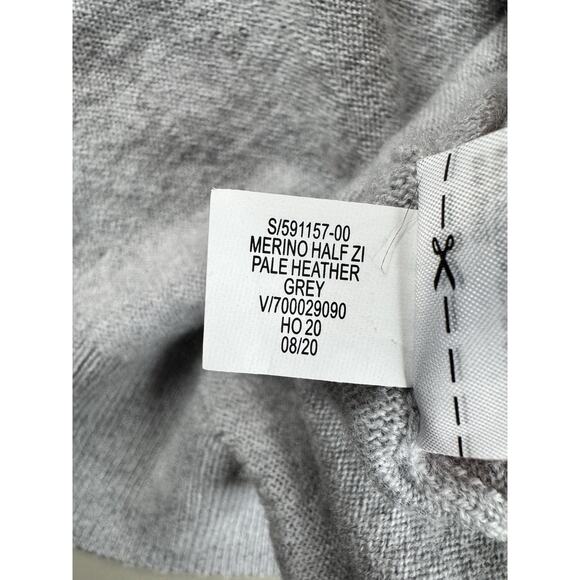 S/591157-00
MERINO HALF ZI
PALE HEATHER
GREY
V/700029090
HO 20
08/20